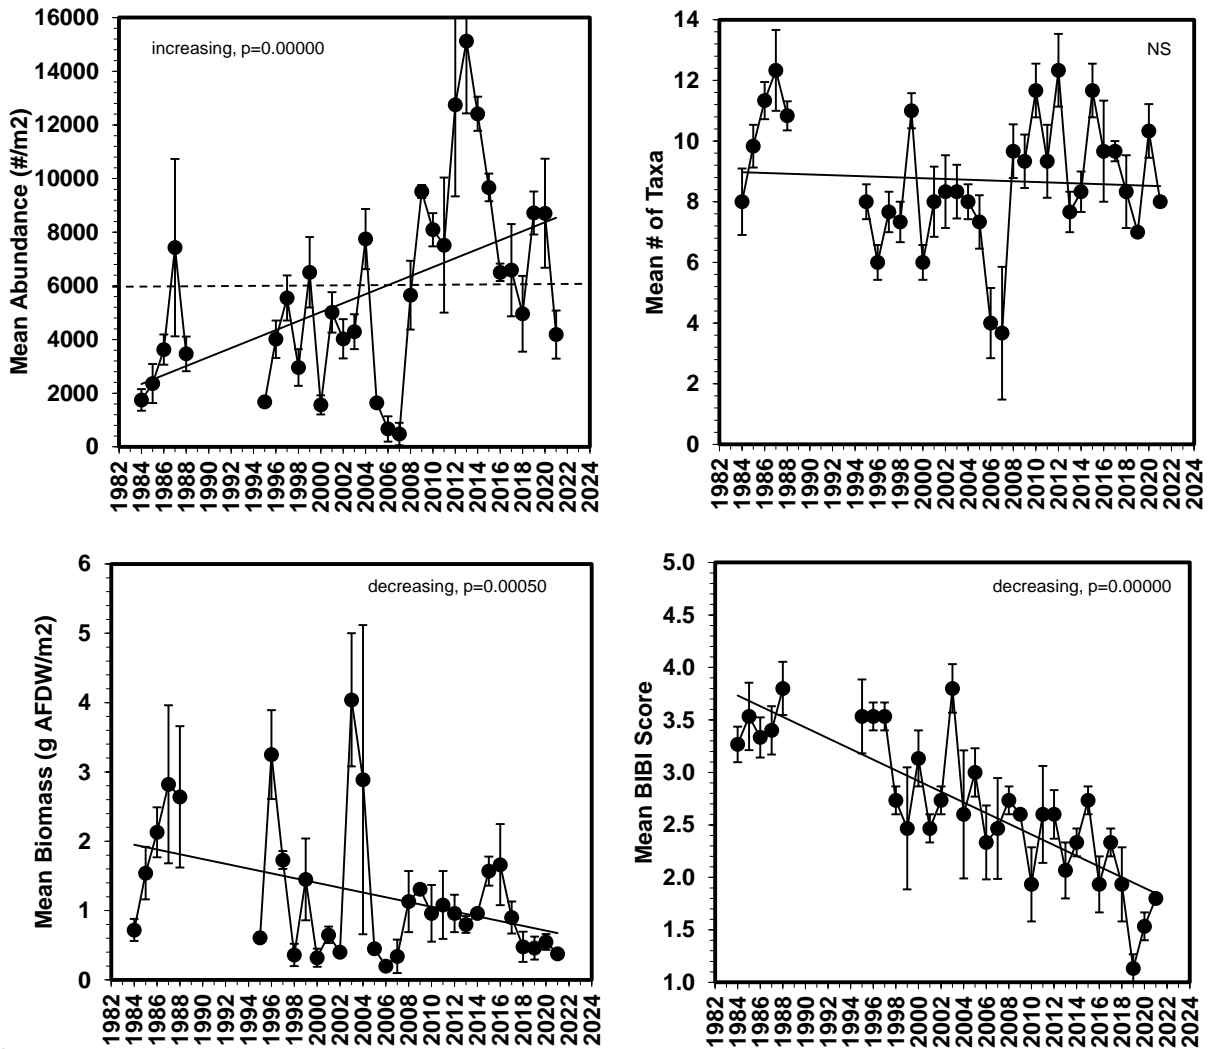 Mean Abundance (#/m2)
16000
14000
12000
10000
8000
6000
4000
2000
0
increasing, p=0.00000
1982 1984 1986 1988 1990 1992 1994 1996 1998 2000 2002 2004 2006 2008 2010 2012 2014 2016 2018 2020 2022 2024
Mean # of Taxa
14
12
10
8
6
4
2
0
NS
1982 1984 1986 1988 1990 1992 1994 1996 1998 2000 2002 2004 2006 2008 2010 2012 2014 2016 2018 2020 2022 2024
Mean Biomass (g AFDW/m2)
6
5
4
3
2
1
0
decreasing, p=0.00050
1982 1984 1986 1988 1990 1992 1994 1996 1998 2000 2002 2004 2006 2008 2010 2012 2014 2016 2018 2020 2022 2024
Mean BIBI Score
5.0
4.0
3.5
3.0
2.5
2.0
1.5
1.0
decreasing, p=0.00000
1982 1984 1986 1988 1990 1992 1994 1996 1998 2000 2002 2004 2006 2008 2010 2012 2014 2016 2018 2020 2022 2024